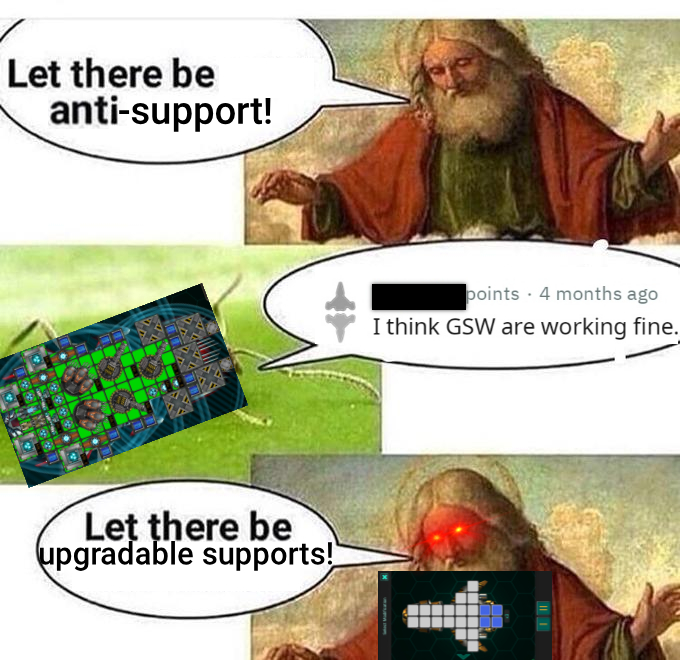 Let there be
anti-support!
points · 4 months ago
I think GSW are working fine.
Let there be
upgradable supports!